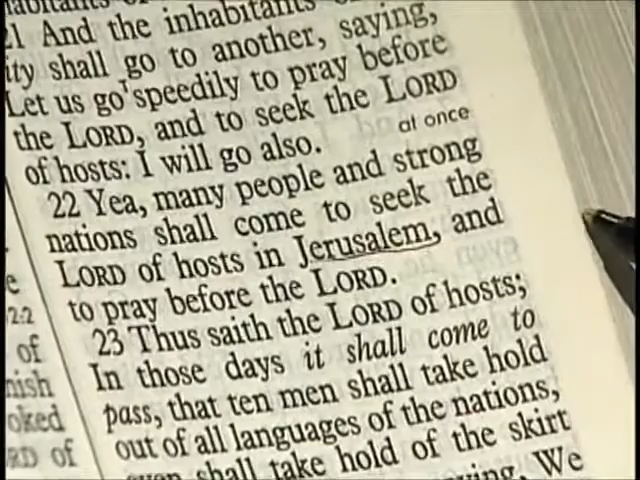 21 And the inhabitants
ity shall go to another, saying,
Let us go speedily to pray before
the LORD, and to seek the LORD
of hosts: I will go also.
at once
22 Yea, many people and strong
nations shall come to seek the
LORD of hosts in Jerusalem, and
to pray before the LORD.
23 Thus saith the LORD of hosts;
In those days it shall come to
pass, that ten men shall take hold
out of all languages of the nations,
even shall take hold of the skirt
We
e
2:2
of
nish
oked
RD of